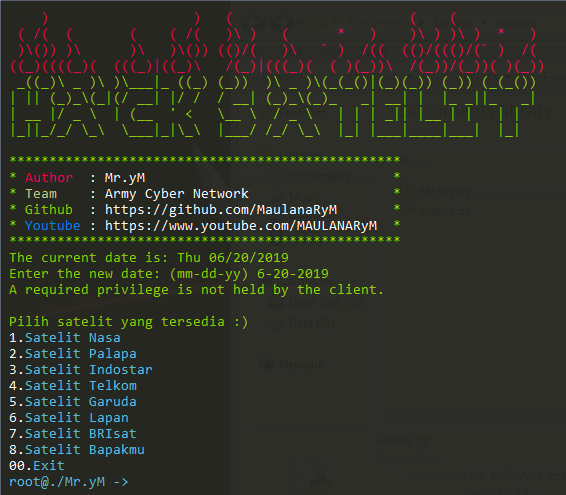 **************************************************
* Author  : Mr.yM                                *
* Team    : Army Cyber Network                   *
* Github  : https://github.com/MaulanaRyM        *
* Youtube : https://www.youtube.com/MAULANARyM   *
**************************************************
The current date is: Thu 06/20/2019
Enter the new date: (mm-dd-yy) 6-20-2019
A required privilege is not held by the client.
Pilih satelit yang tersedia :)
1.Satelit Nasa
2.Satelit Palapa
3.Satelit Indostar
4.Satelit Telkom
5.Satelit Garuda
6.Satelit Lapan
7.Satelit BRIsat
8.Satelit Bapakmu
00.Exit
root@./Mr.yM ->
Documents
Network